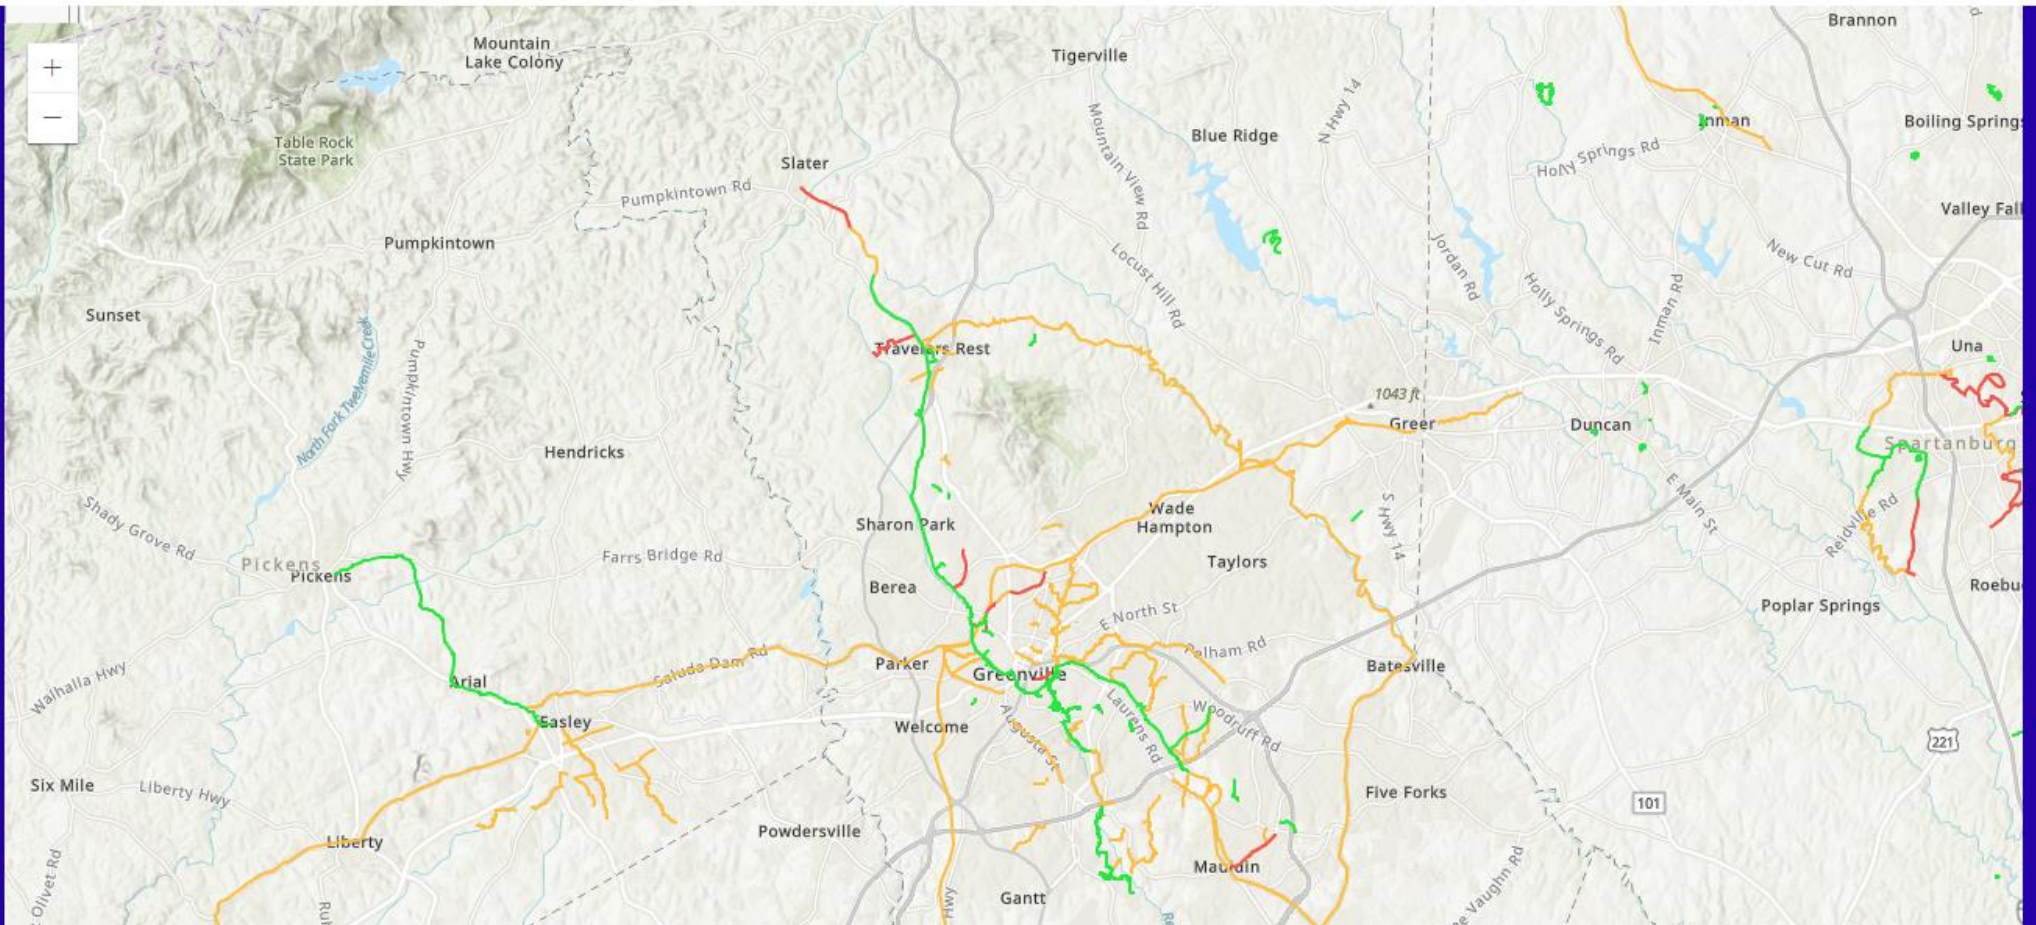 Brannon
Mountain
Lake Colony
Tigerville
+
−
N Hwy 14
Mountain View Rd
Inman
Boiling Springs
Blue Ridge
Table Rock
State Park
Holly Springs Rd
Slater
Pumpkintown Rd
Valley Fall
Pumpkintown
Jordan Rd
Locust Hill Rd
New Cut Rd
Holly Springs Rd
Inman Rd
Sunset
North Fork Twelvemile Creek
Pumpkintown Hwy
Travelers Rest
Una
1043 ft
Greer
Duncan
Spartanburg
Hendricks
E Main St
Shady Grove Rd
Sharon Park
Wade
Hampton
S Hwy 14
Reidville Rd
Pickens
Pickens
Farrs Bridge Rd
Taylors
Berea
Roebu
E North St
Poplar Springs
Pelham Rd
Saluda Dam Rd
Parker
Batesville
Walhalla Hwy
Arial
Greenville
Easley
Welcome
Augusta St
Laurens Rd
Woodruff Rd
221
Six Mile
Liberty Hwy
Five Forks
101
Liberty
Powdersville
Mauldin
Olivet Rd
Gantt
Hwy
ee Vaughn Rd
Rul
Re